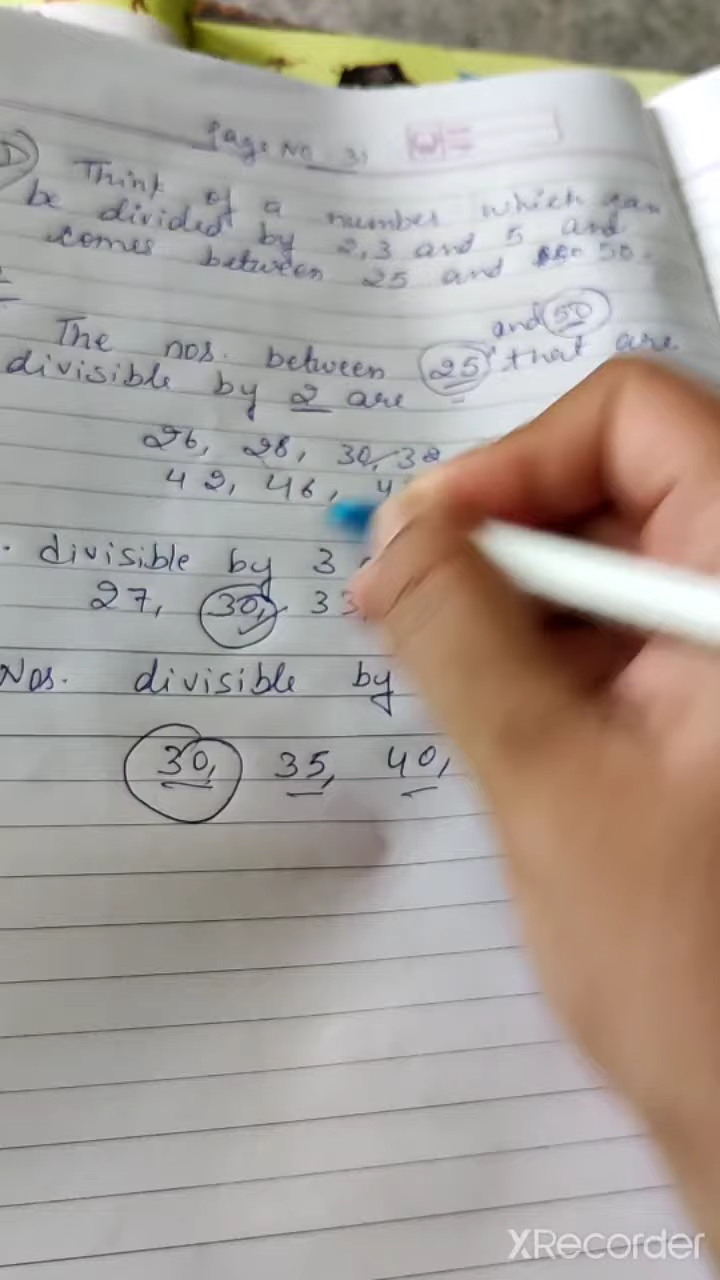 Page No 31
1) Think of a number which can
be divided by 2, 3 and 5 and
comes between 25 and 50.
and 50
The nos. between 25 that are
divisible by 2 are
26, 28, 30, 32
42, 46, 4
divisible by 3
27, 30, 33,
Nos. divisible by
30, 35, 40,
XRecorder